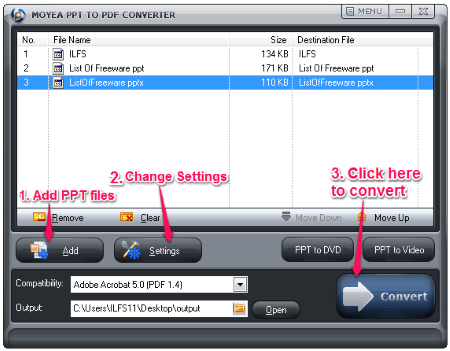 MOYEA PPT TO PDF CONVERTER MENU
No. File Name Size Destination File
1 ILFS 134 KB ILFS
2 List Of Freeware ppt 171 KB List Of Freeware ppt
3 ListOfFreeware pptx 110 KB ListOfFreeware pptx
1. Add PPT files
2. Change Settings
3. Click here
to convert
Remove Clear Move Down Move Up
Add Settings PPT to DVD PPT to Video
Compatibility: Adobe Acrobat 5.0 (PDF 1.4)
Output: C:\Users\ILFS11\Desktop\output Open
Convert